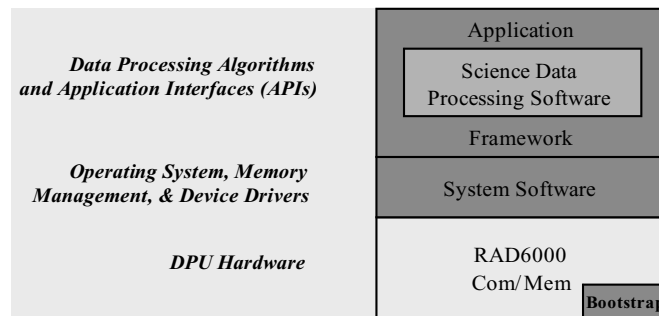 Application
Data Processing Algorithms
and Application Interfaces (APIs)
Science Data
Processing Software
Framework
Operating System, Memory
Management, & Device Drivers
System Software
DPU Hardware
RAD6000
Com/Mem
Bootstrap